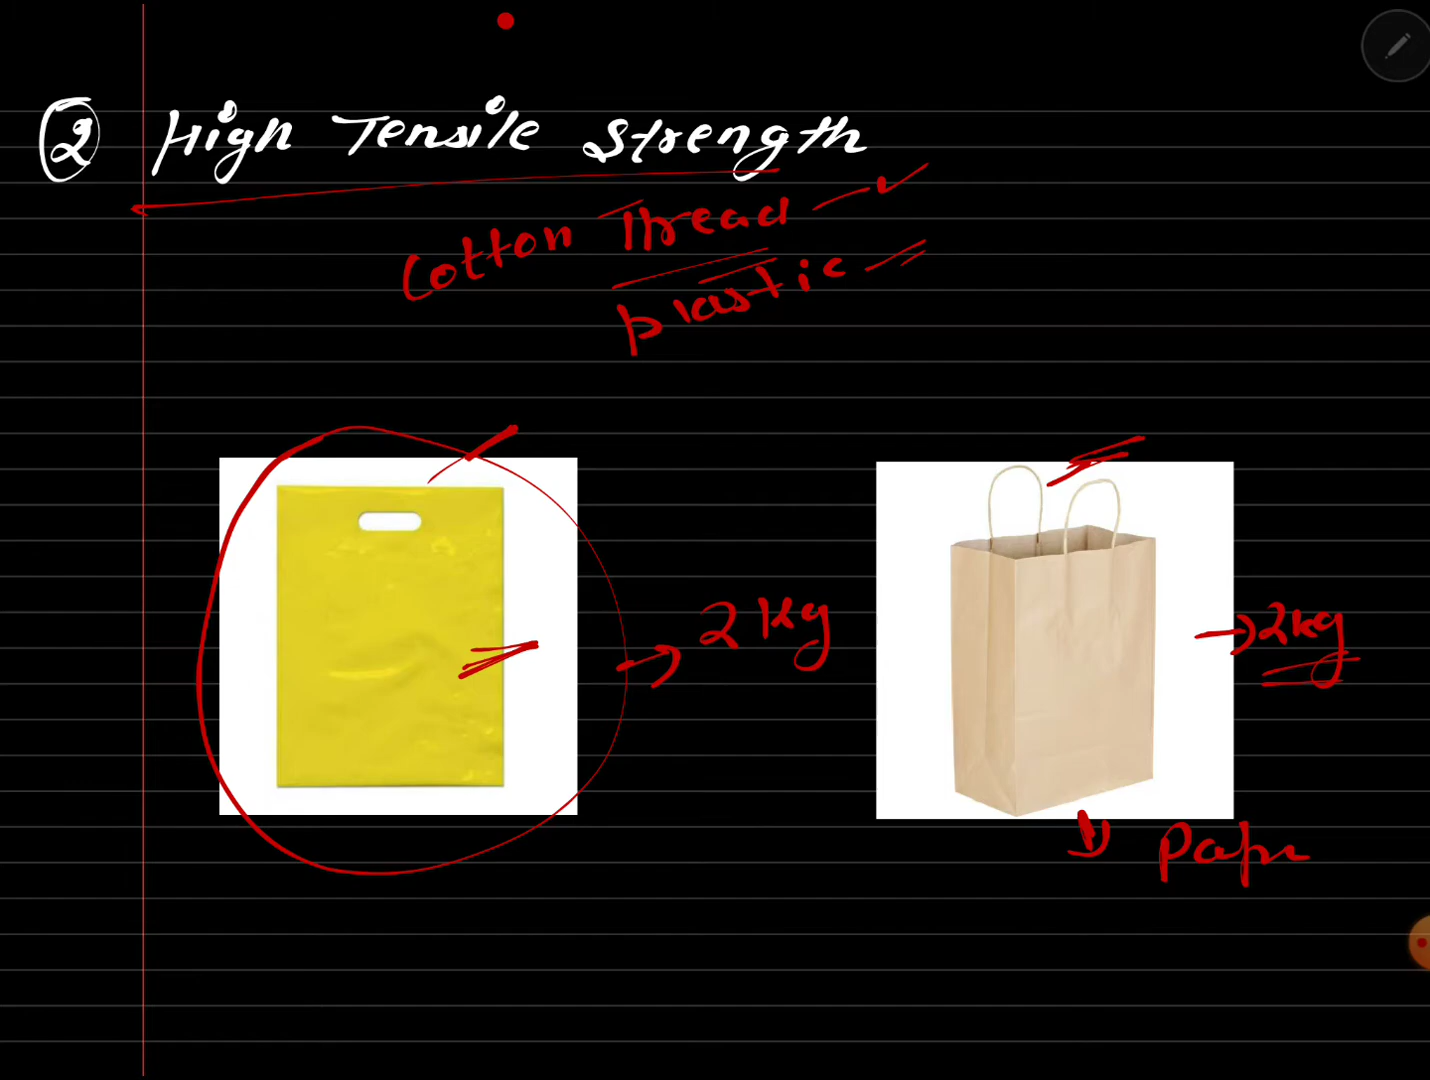 2 High Tensile Strength
Cotton Thread
plastic
2 Kg
2kg
Paper